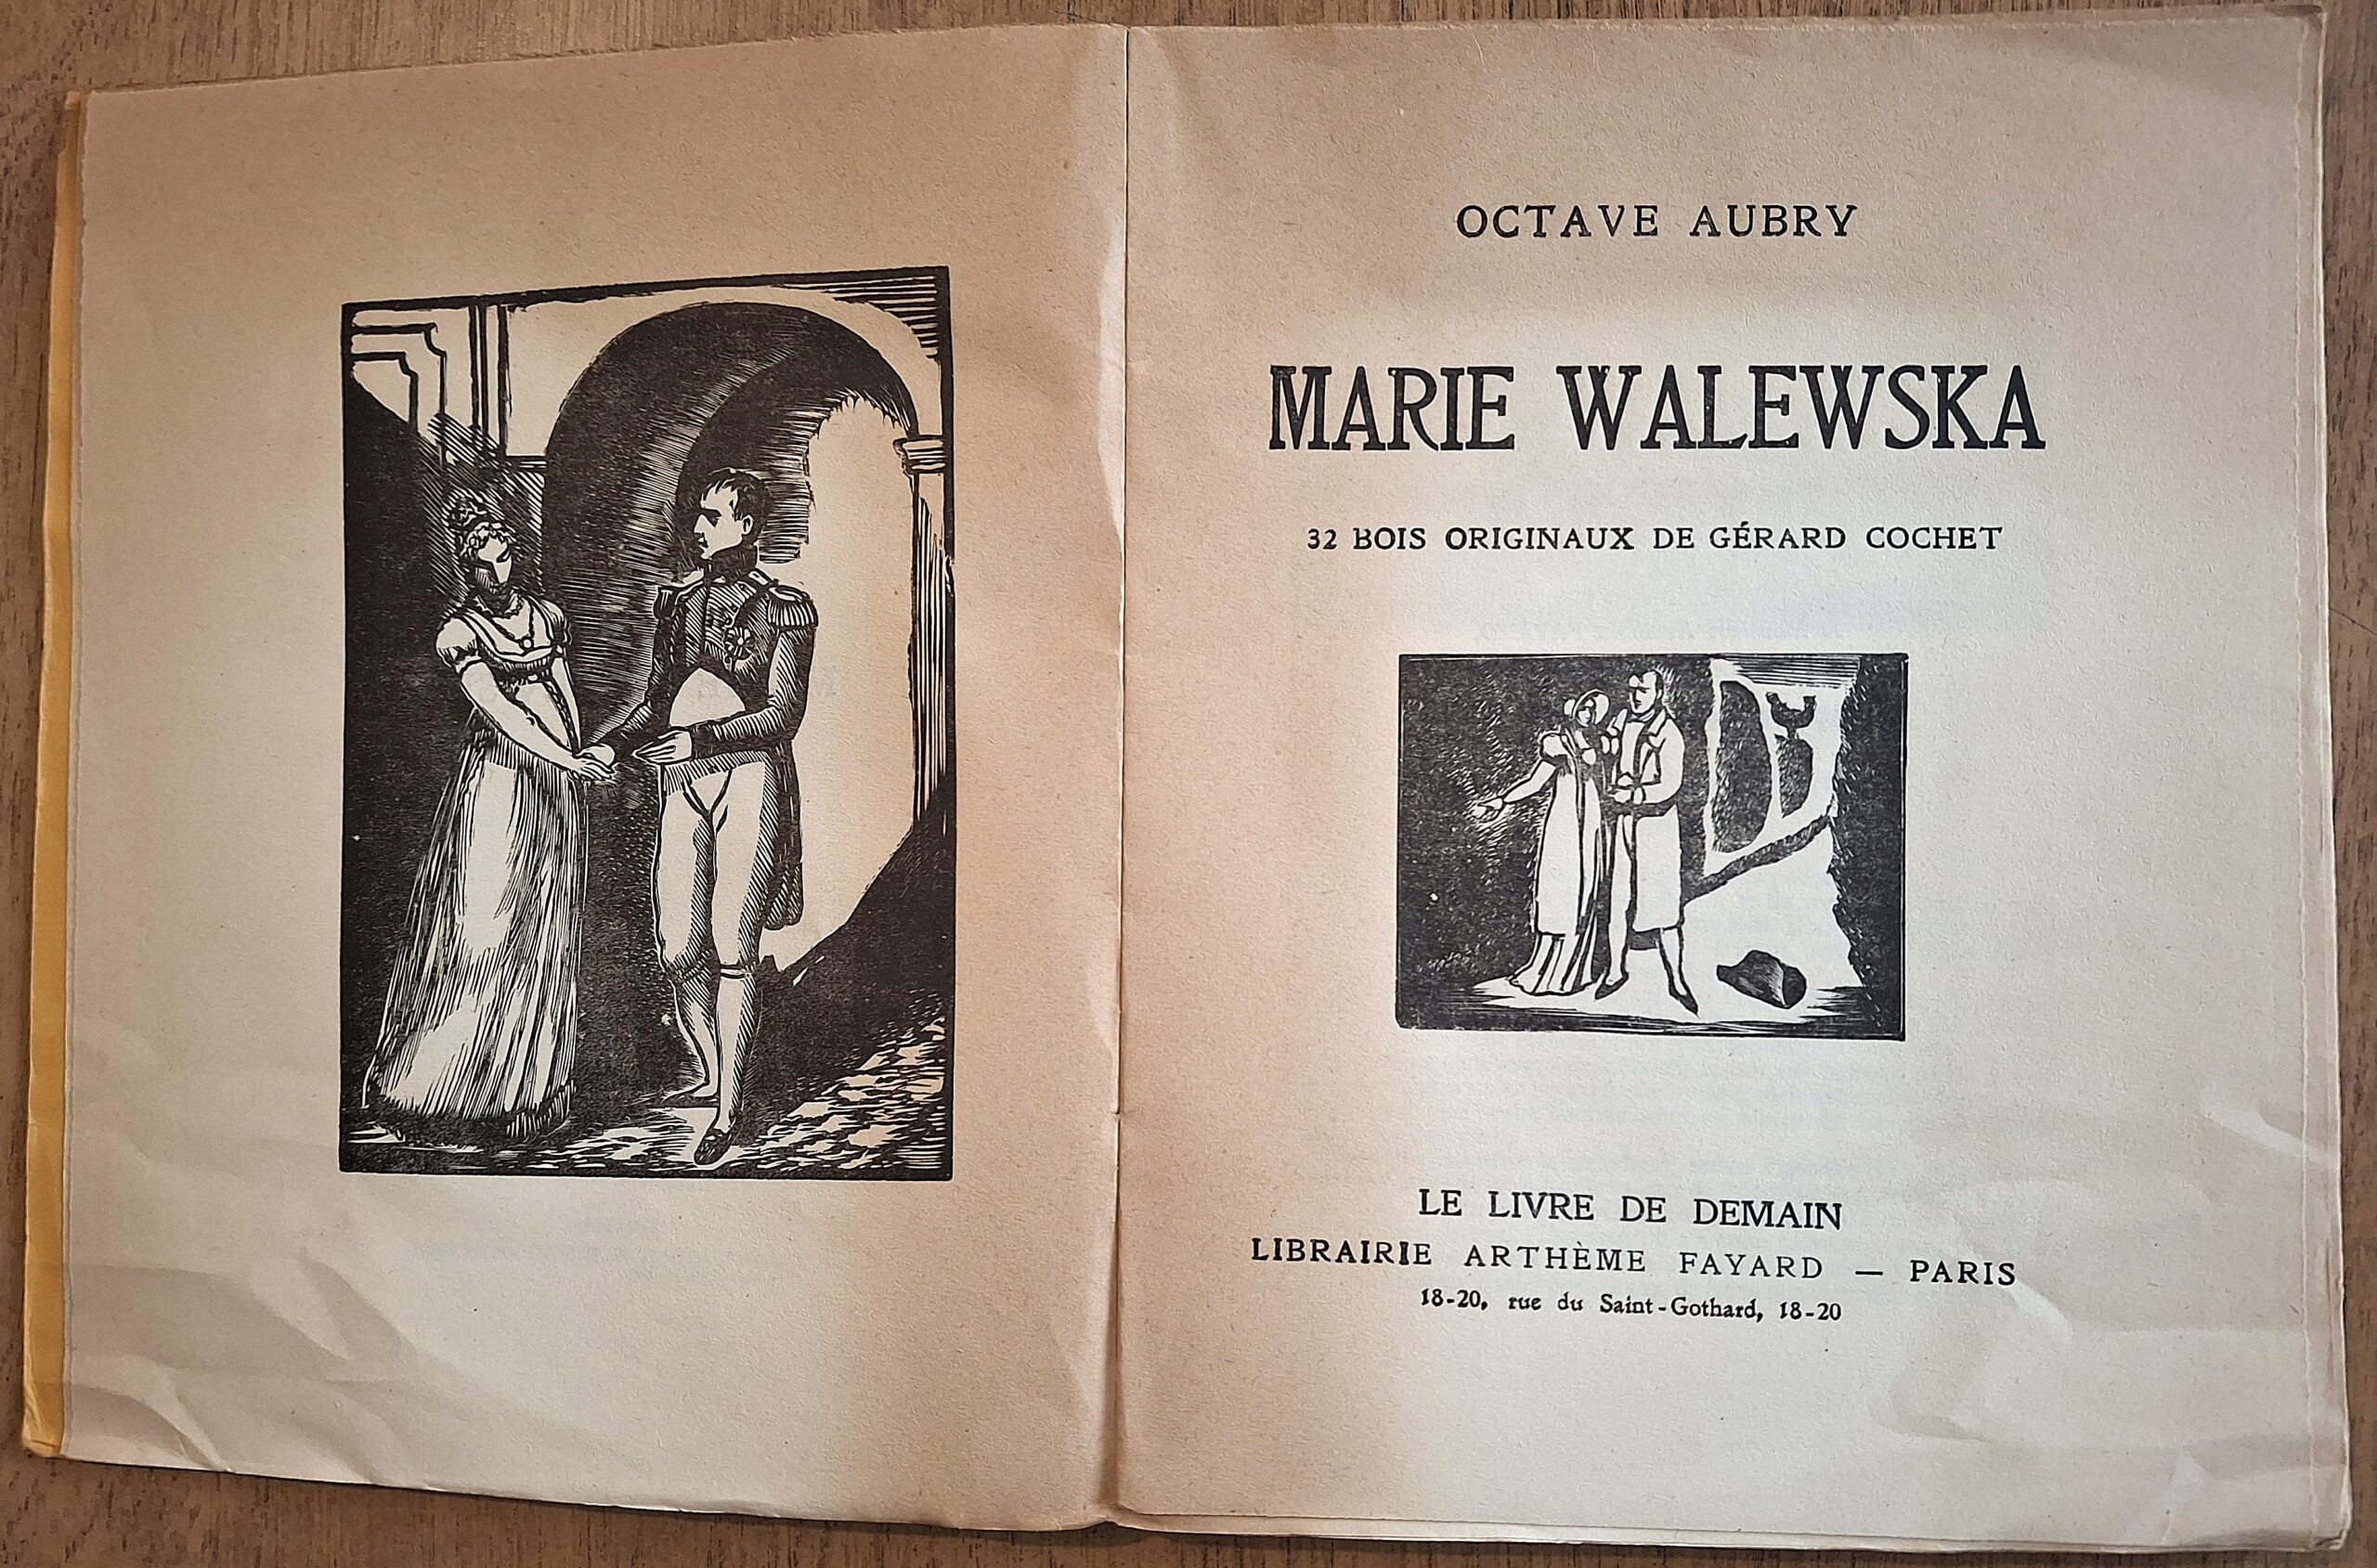 OCTAVE AUBRY
MARIE WALEWSKA
32 BOIS ORIGINAUX DE GÉRARD COCHET
LE LIVRE DE DEMAIN
LIBRAIRIE ARTHÈME FAYARD — PARIS
18-20, rue du Saint-Gothard, 18-20